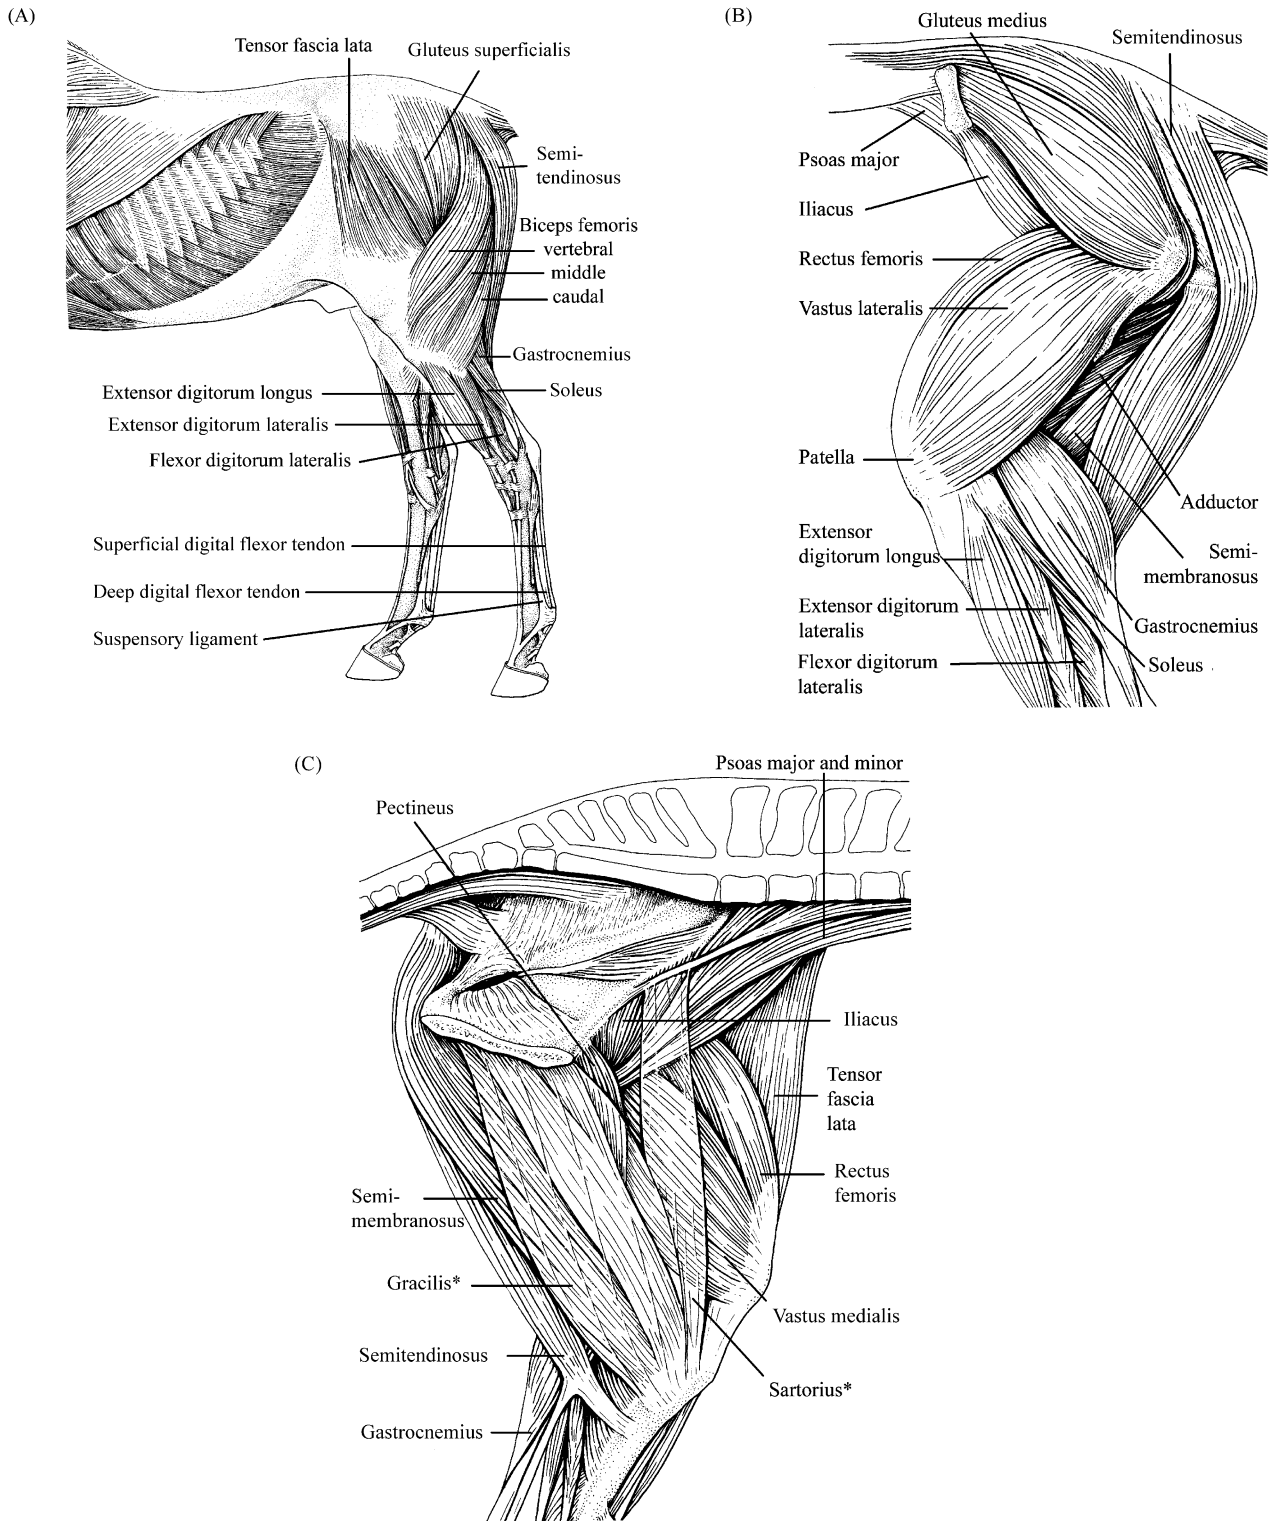 (A)
Tensor fascia lata
Gluteus superficialis
Semi-
tendinosus
Biceps femoris
vertebral
middle
caudal
Gastrocnemius
Soleus
Extensor digitorum longus
Extensor digitorum lateralis
Flexor digitorum lateralis
Superficial digital flexor tendon
Deep digital flexor tendon
Suspensory ligament
(B)
Gluteus medius
Semitendinosus
Psoas major
Iliacus
Rectus femoris
Vastus lateralis
Patella
Extensor
digitorum longus
Extensor digitorum
lateralis
Flexor digitorum
lateralis
Adductor
Semi-
membranosus
Gastrocnemius
Soleus
(C)
Psoas major and minor
Pectineus
Iliacus
Tensor
fascia
lata
Rectus
femoris
Semi-
membranosus
Gracilis*
Vastus medialis
Semitendinosus
Sartorius*
Gastrocnemius